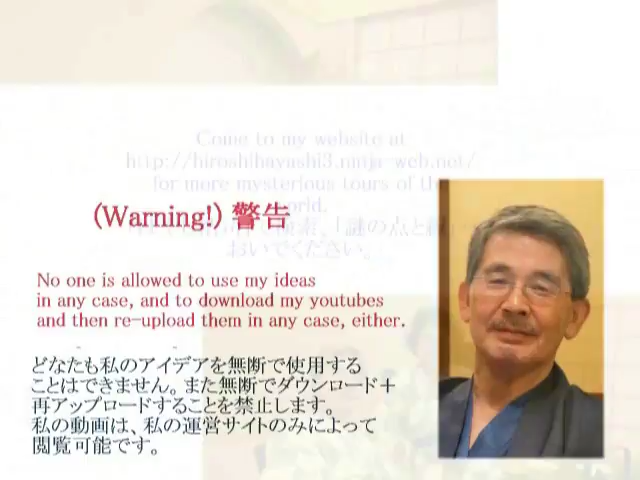 Come to my website at
for more mysterious tours of the
world.
(Warning!) 警告
おいでください。
No one is allowed to use my ideas
in any case, and to download my youtubes
and then re-upload them in any case, either.
どなたも私のアイデアを無断で使用する
ことはできません。また無断でダウンロード＋
再アップロードすることを禁止します。
私の動画は、私の運営サイトのみによって
閲覧可能です。